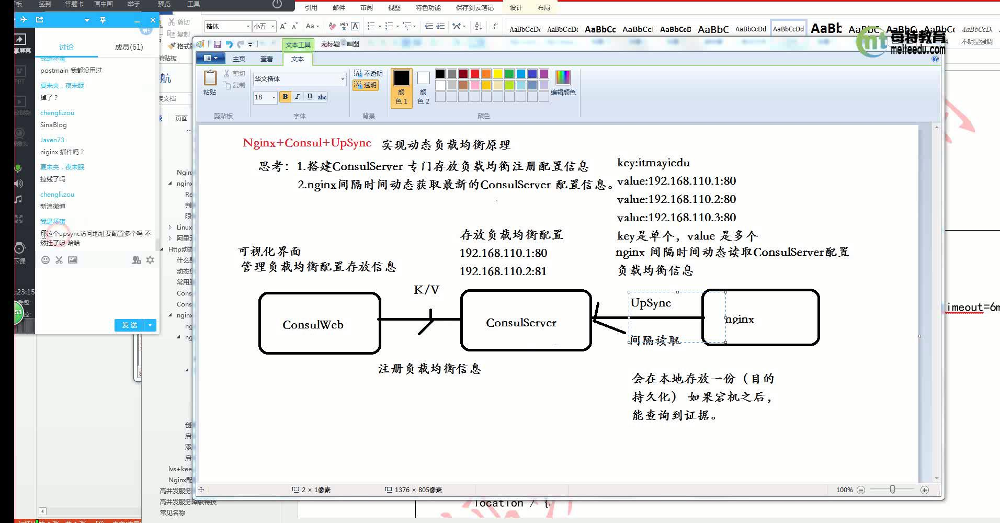 签到 答题卡 画中画 举手 预览 工具
引用 邮件 审阅 视图 特色功能 保存到云笔记 设计 布局
讨论 成员(61)
我是坏蛋
postmain 我都没用过
夏未央，夜未眠
掉了？
chengli.zou
SinaBlog
Javen73
niginx 插件吗？
夏未央，夜未眠
掉线了吗
chengli.zou
新浪微博
我是坏蛋
那这个upsync访问地址要配置多个吗 不
然挂了呢 哈哈
发 送
剪切
复制
楷体 小五
AaBbCcDc AaBbCcDc AaBbCc AaBbCcI AaBbCcD AaBbC AaBbCcDd AaBbCcDd AaBb AaBbC AaBbC AaBbC AaBbCcD
不明显强调
每特教育
meiteedu.com
文本工具 无标题 - 画图
主页 查看 文本
粘贴 剪切 复制
剪贴板
华文楷体
18 B I U abc
字体
不透明
透明
背景
颜色 1 颜色 2
编辑颜色
颜色
Nginx+Consul+UpSync 实现动态负载均衡原理
思考：1.搭建ConsulServer 专门存放负载均衡注册配置信息
2.nginx间隔时间动态获取最新的ConsulServer 配置信息。
key:itmayiedu
value:192.168.110.1:80
value:192.168.110.2:80
value:192.168.110.3:80
key是单个，value 是多个
nginx 间隔时间动态读取ConsulServer配置
负载均衡信息
存放负载均衡配置
192.168.110.1:80
192.168.110.2:81
可视化界面
管理负载均衡配置存放信息
K/V
ConsulWeb
ConsulServer
UpSync
nginx
间隔读取
注册负载均衡信息
会在本地存放一份（目的
持久化） 如果宕机之后，
能查询到证据。
2 × 1像素 1376 × 805像素 100%
页面
Nginx配
高并发服务降级特技
常见名称
imeout=6m
location / {